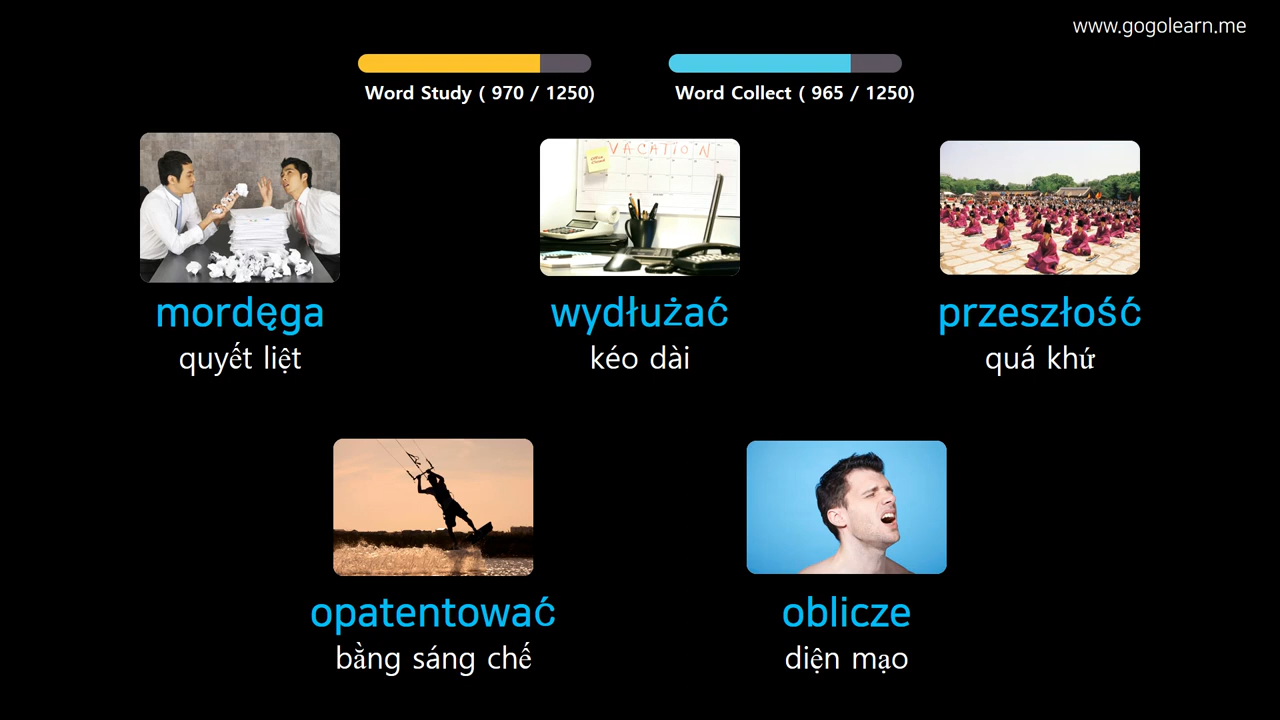 www.gogolearn.me
Word Study ( 970 / 1250)
Word Collect ( 965 / 1250)
VACATION
mordęga
quyết liệt
wydłużać
kéo dài
przeszłość
quá khứ
opatentować
bằng sáng chế
oblicze
diện mạo